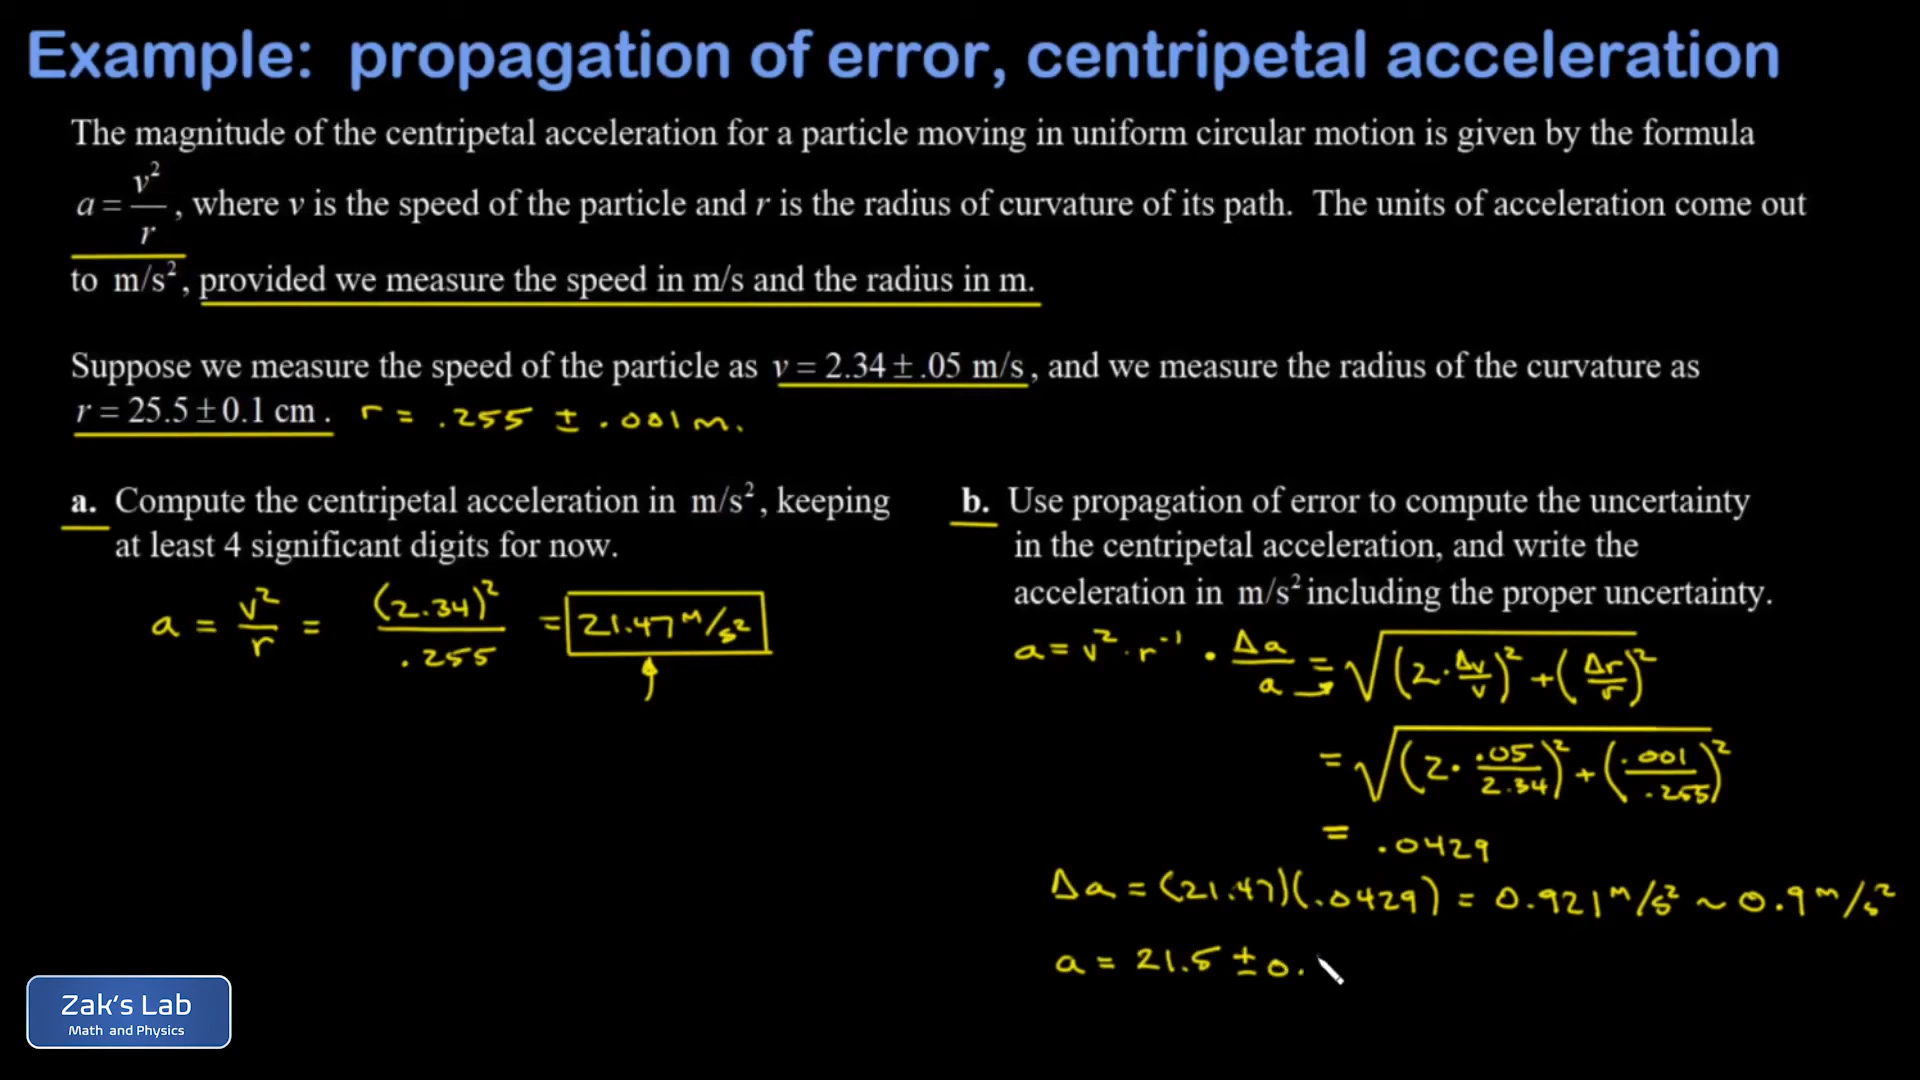 Example: propagation of error, centripetal acceleration
The magnitude of the centripetal acceleration for a particle moving in uniform circular motion is given by the formula
a = v²/r, where v is the speed of the particle and r is the radius of curvature of its path. The units of acceleration come out
to m/s², provided we measure the speed in m/s and the radius in m.
Suppose we measure the speed of the particle as v = 2.34 ± .05 m/s, and we measure the radius of the curvature as
r = 25.5 ± 0.1 cm. r = .255 ± .001 m.
a. Compute the centripetal acceleration in m/s², keeping
at least 4 significant digits for now.
a = v²/r = (2.34)²/.255 = 21.47 m/s²
b. Use propagation of error to compute the uncertainty
in the centripetal acceleration, and write the
acceleration in m/s² including the proper uncertainty.
a = v² · r⁻¹ · Δa/a = √((2 · Δv/v)² + (Δr/r)²)
= √((2 · .05/2.34)² + (.001/.255)²)
= .0429
Δa = (21.47)(.0429) = 0.921 m/s² ~ 0.9 m/s²
a = 21.5 ± 0.
Zak's Lab
Math and Physics